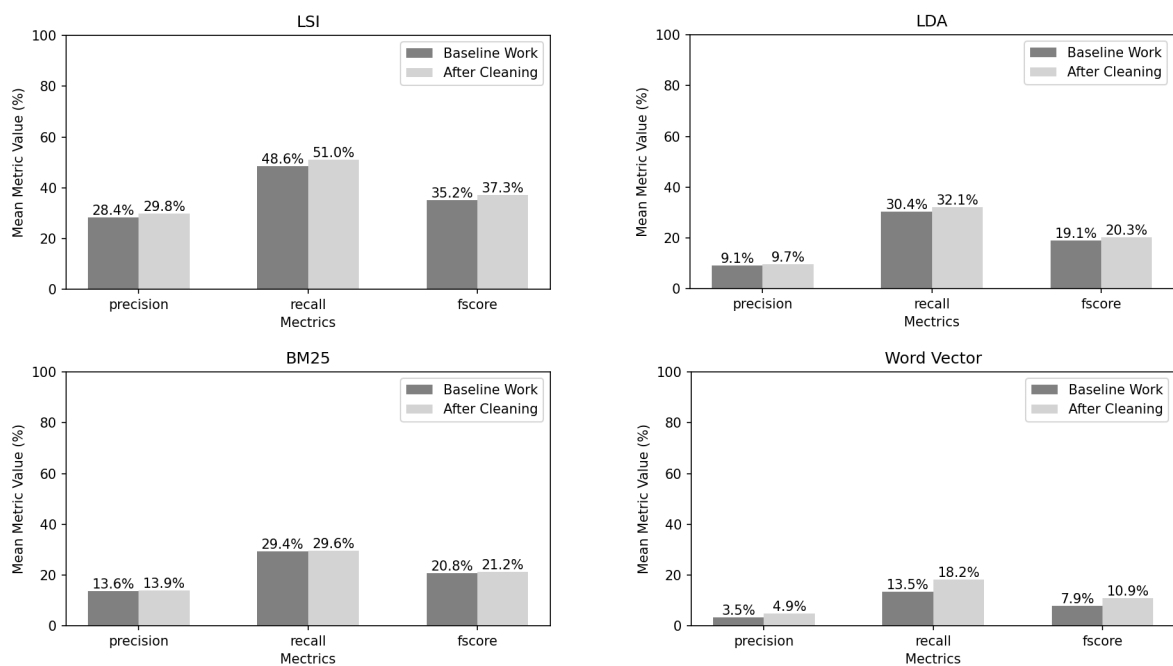 LSI
100
80
60
40
20
0
Mean Metric Value (%)
Baseline Work
After Cleaning
28.4% 29.8%
48.6% 51.0%
35.2% 37.3%
precision recall fscore
Mectrics
LDA
100
80
60
40
20
0
Mean Metric Value (%)
Baseline Work
After Cleaning
9.1% 9.7%
30.4% 32.1%
19.1% 20.3%
precision recall fscore
Mectrics
BM25
100
80
60
40
20
0
Mean Metric Value (%)
Baseline Work
After Cleaning
13.6% 13.9%
29.4% 29.6%
20.8% 21.2%
precision recall fscore
Mectrics
Word Vector
100
80
60
40
20
0
Mean Metric Value (%)
Baseline Work
After Cleaning
3.5% 4.9%
13.5% 18.2%
7.9% 10.9%
precision recall fscore
Mectrics